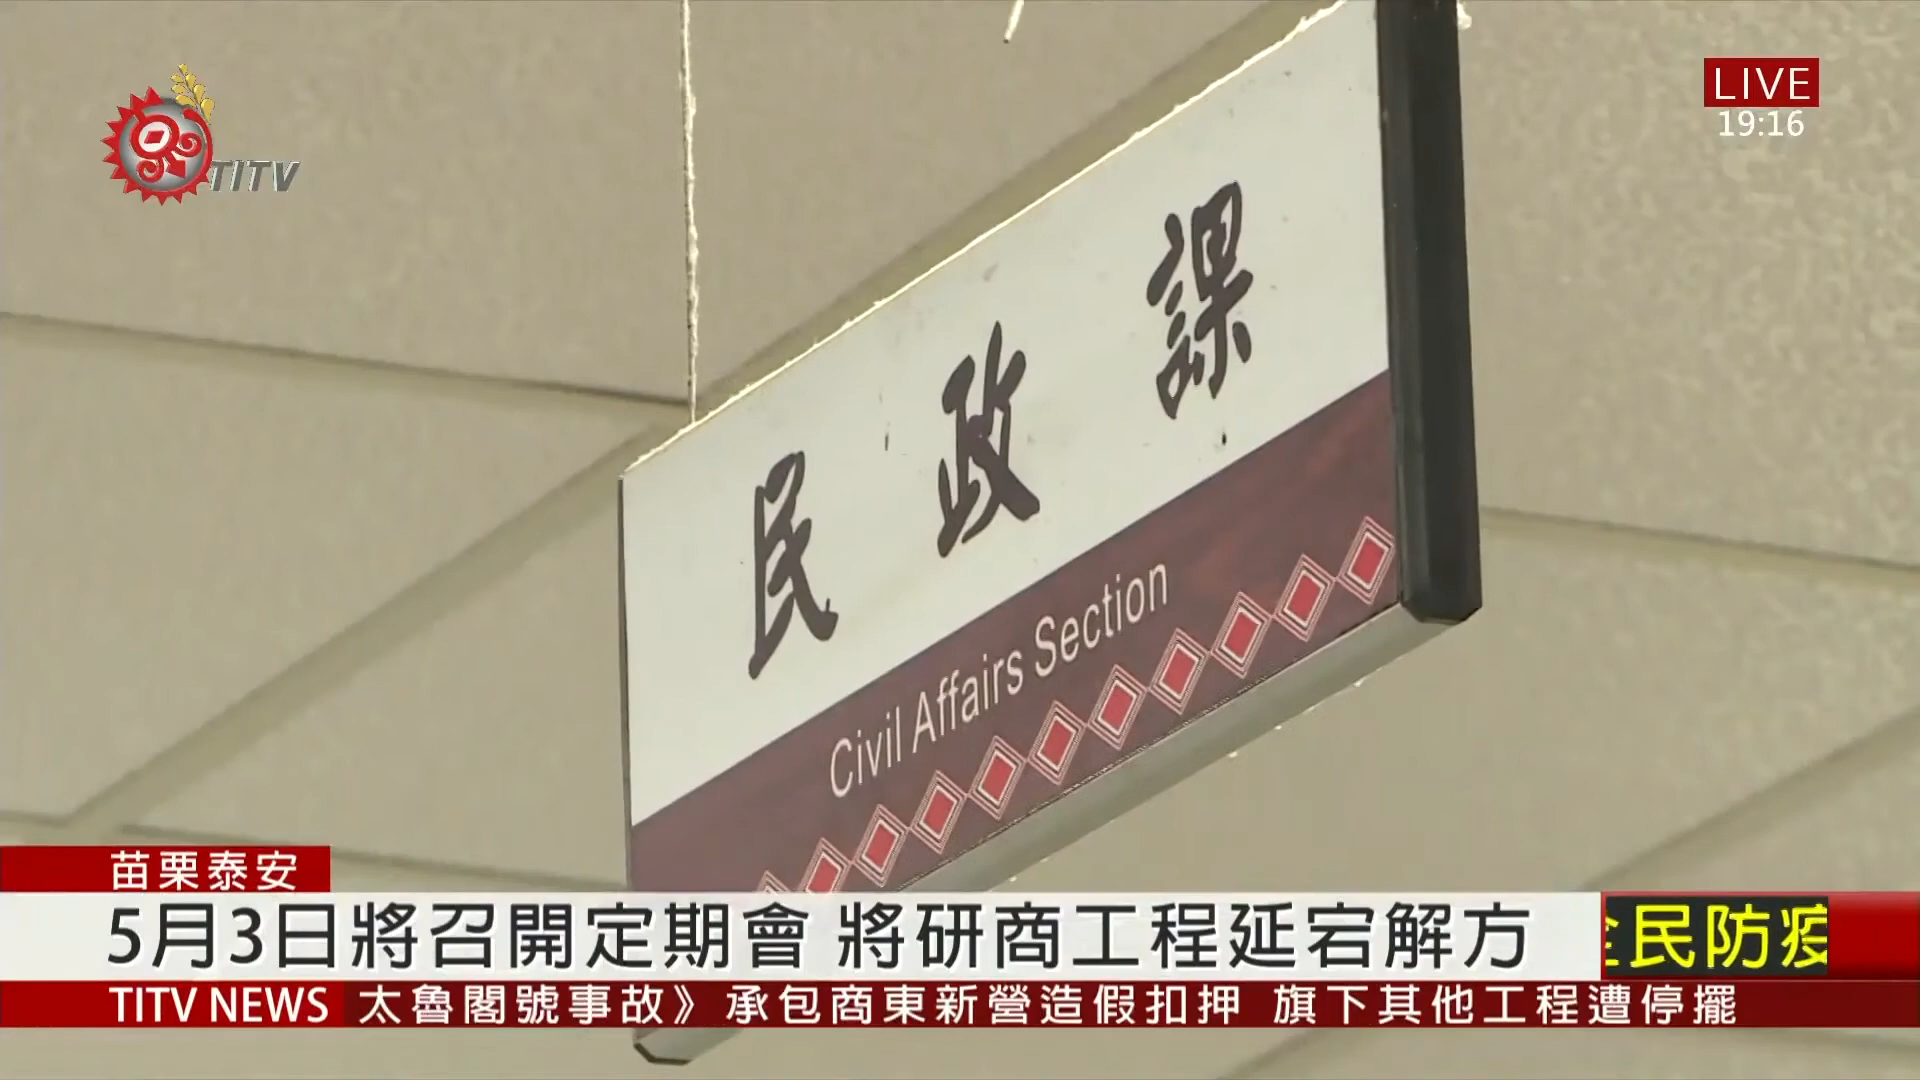 TITV
LIVE
19:16
民政課
Civil Affairs Section
苗栗泰安
5月3日將召開定期會 將研商工程延宕解方
民防疫
TITV NEWS 太魯閣號事故》承包商東新營造假扣押 旗下其他工程遭停擺